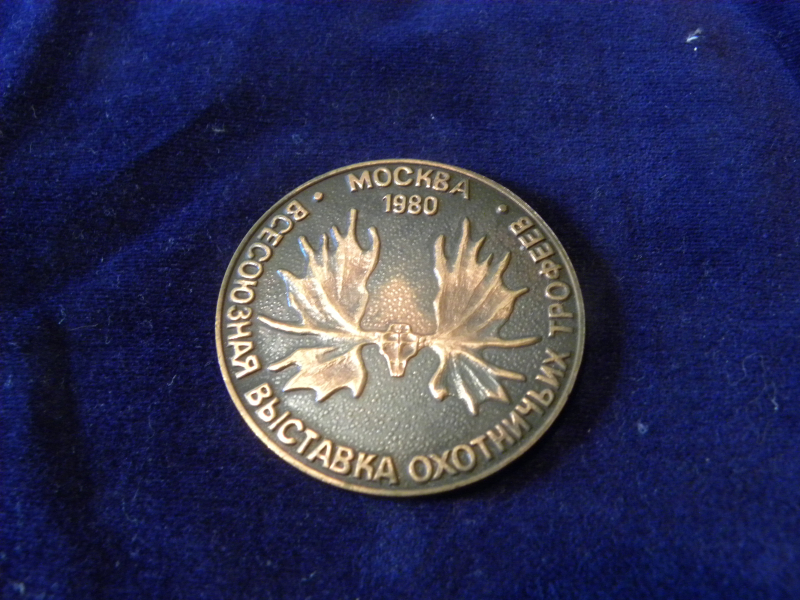 МОСКВА
1980
ВСЕСОЮЗНАЯ ВЫСТАВКА ОХОТНИЧЬИХ ТРОФЕЕВ